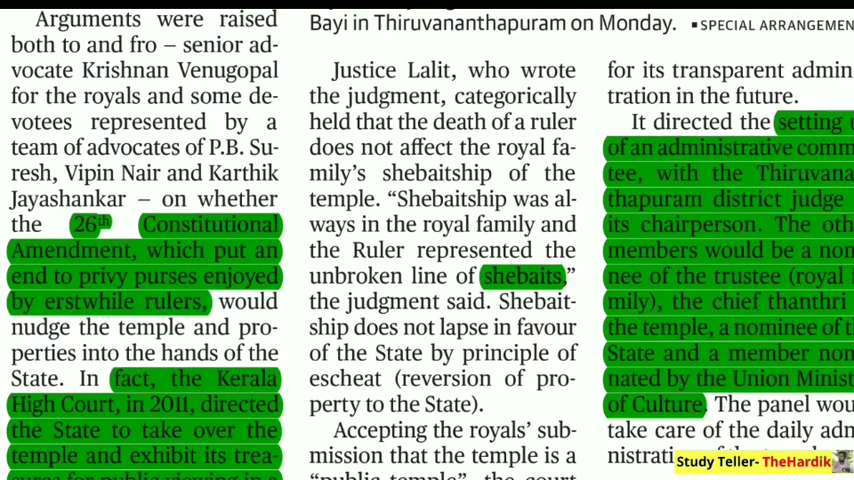 Arguments were raised
both to and fro – senior ad-
vocate Krishnan Venugopal
for the royals and some de-
votees represented by a
team of advocates of P.B. Su-
resh, Vipin Nair and Karthik
Jayashankar – on whether
the 26th Constitutional
Amendment, which put an
end to privy purses enjoyed
by erstwhile rulers, would
nudge the temple and pro-
perties into the hands of the
State. In fact, the Kerala
High Court, in 2011, directed
the State to take over the
temple and exhibit its trea-
sures for public viewing in a
Bayi in Thiruvananthapuram on Monday. ▪ SPECIAL ARRANGEMEN
Justice Lalit, who wrote
the judgment, categorically
held that the death of a ruler
does not affect the royal fa-
mily's shebaitship of the
temple. “Shebaitship was al-
ways in the royal family and
the Ruler represented the
unbroken line of shebaits,”
the judgment said. Shebait-
ship does not lapse in favour
of the State by principle of
escheat (reversion of pro-
perty to the State).
Accepting the royals' sub-
mission that the temple is a
“public temple”, the court
for its transparent admin
tration in the future.
It directed the setting u
of an administrative comm
tee, with the Thiruvana
thapuram district judge
its chairperson. The oth
members would be a nom
nee of the trustee (royal f
mily), the chief thanthri
the temple, a nominee of t
State and a member nom
nated by the Union Minist
of Culture. The panel wou
take care of the daily adm
nistrati
Study Teller- TheHardik